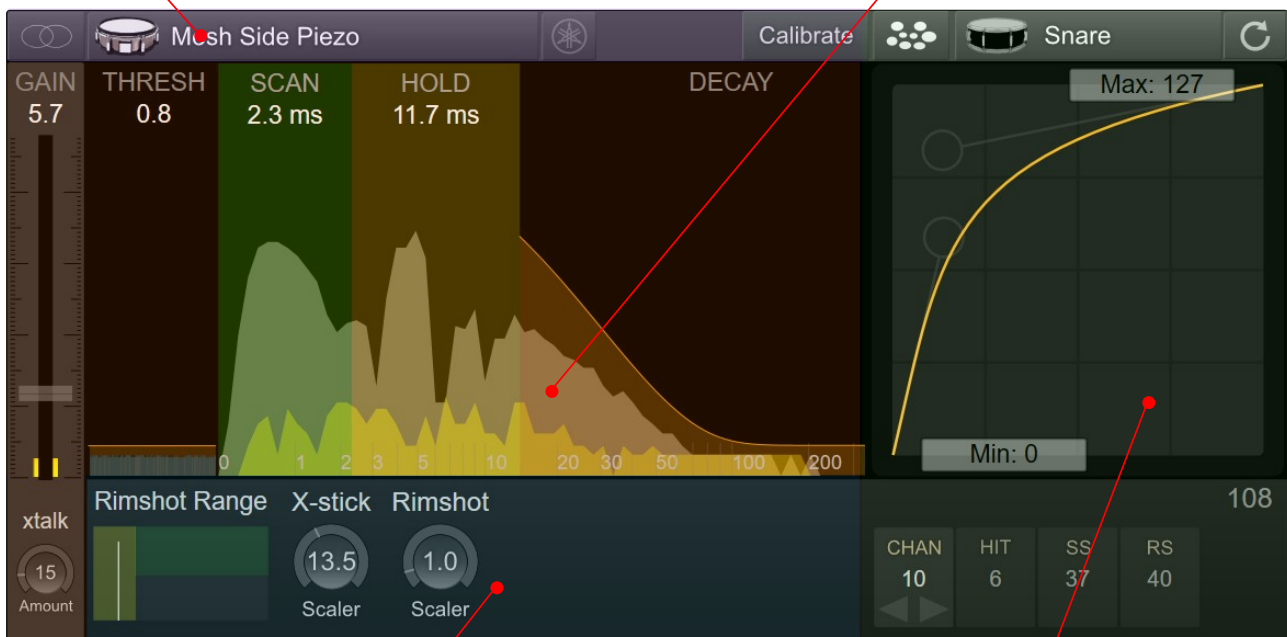 Mesh Side Piezo
Calibrate
Snare
GAIN
5.7
THRESH
0.8
SCAN
2.3 ms
HOLD
11.7 ms
DECAY
Max: 127
Min: 0
0 1 2 3 5 10 20 30 50 100 200
xtalk
15
Amount
Rimshot Range
X-stick
13.5
Scaler
Rimshot
1.0
Scaler
108
CHAN
10
HIT
6
SS
37
RS
40